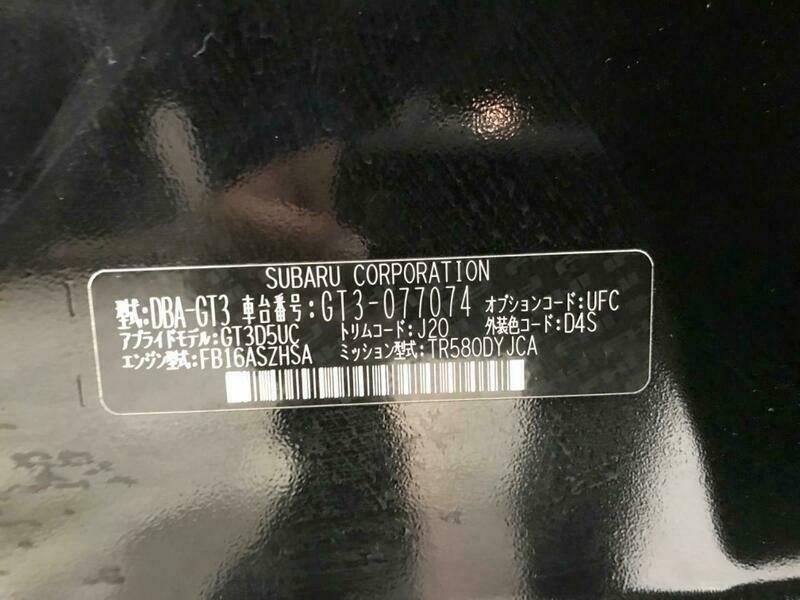 SUBARU CORPORATION
型式:DBA-GT3 車台番号:GT3-077074 オプションコード:UFC
アプライドモデル:GT3D5UC トリムコード:J20 外装色コード:D4S
エンジン型式:FB16ASZHSA ミッション型式:TR580DYJCA